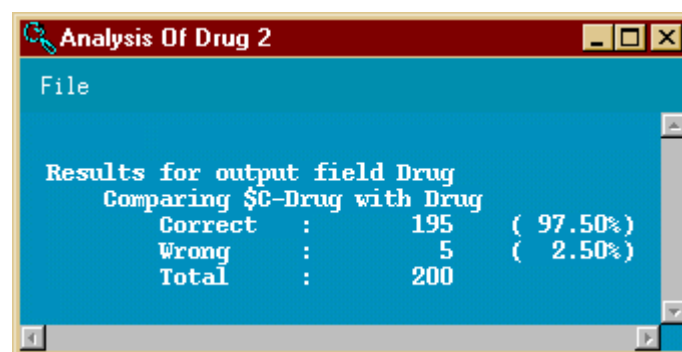 Analysis Of Drug 2
File
Results for output field Drug
Comparing $C-Drug with Drug
Correct : 195 ( 97.50%)
Wrong : 5 ( 2.50%)
Total : 200